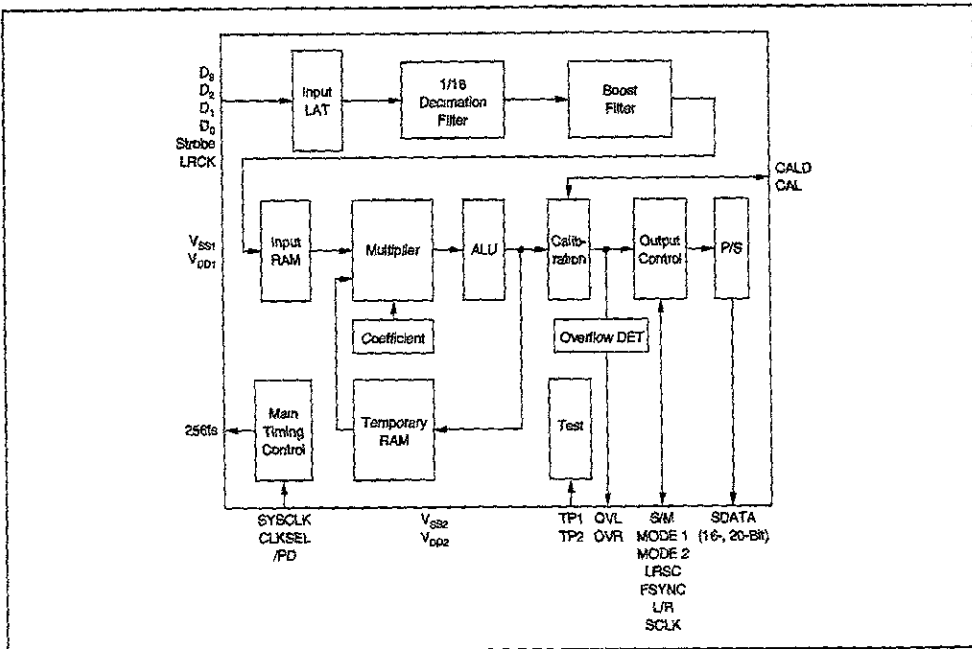 D3
D2
D1
D0
Strobe
LRCK
Input
LAT
1/16
Decimation
Filter
Boost
Filter
CALD
CAL
VSS1
VDD1
Input
RAM
Multiplier
ALU
Calib-
ration
Output
Control
P/S
Coefficient
Overflow DET
256fs
Main
Timing
Control
Temporary
RAM
Test
SYSCLK
CLKSEL
/PD
VSS2
VDD2
TP1
TP2
OVL
OVR
S/M
MODE 1
MODE 2
LRSC
FSYNC
L/R
SCLK
SDATA
(16-, 20-Bit)